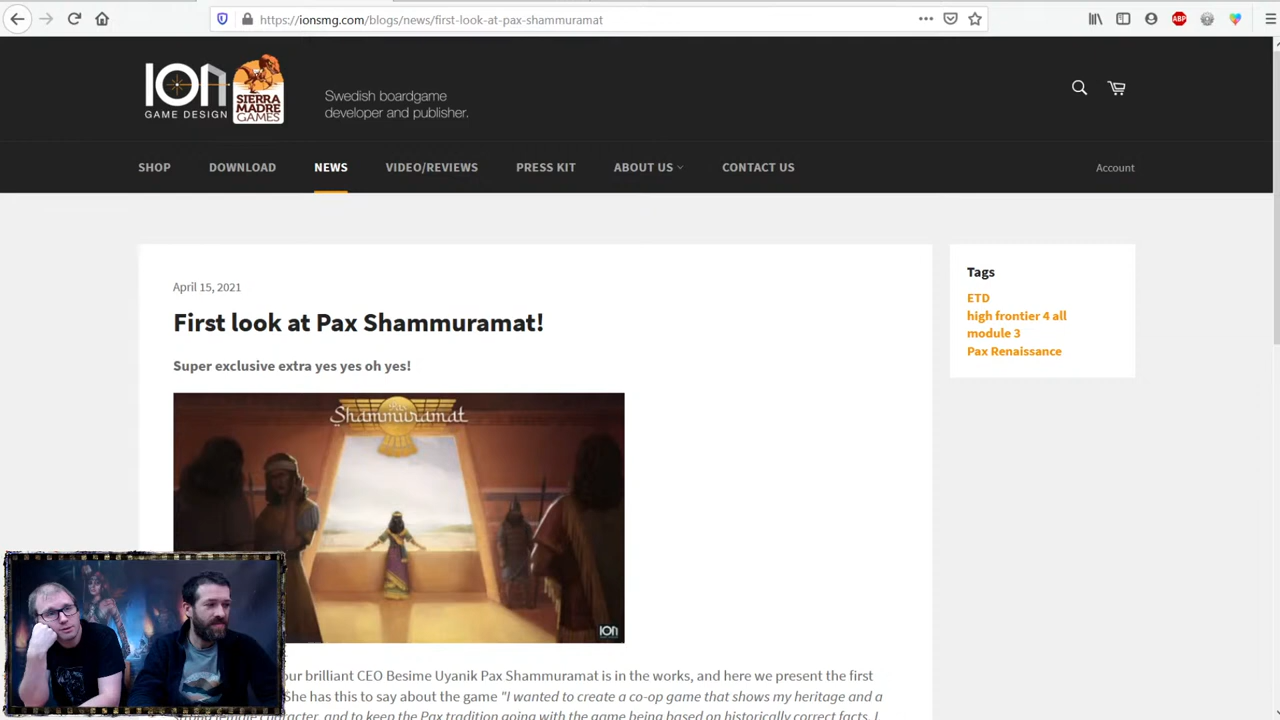 https://ionsmg.com/blogs/news/first-look-at-pax-shammuramat
ABP
ION
GAME DESIGN
SIERRA
MADRE
GAMES
Swedish boardgame
developer and publisher.
SHOP DOWNLOAD NEWS VIDEO/REVIEWS PRESS KIT ABOUT US CONTACT US Account
April 15, 2021
First look at Pax Shammuramat!
Super exclusive extra yes yes oh yes!
Shammuramat
ION
our brilliant CEO Besime Uyanik Pax Shammuramat is in the works, and here we present the first
She has this to say about the game "I wanted to create a co-op game that shows my heritage and a
strong female character, and to keep the Pax tradition going with the game being based on historically correct facts. I
Tags
ETD
high frontier 4 all
module 3
Pax Renaissance